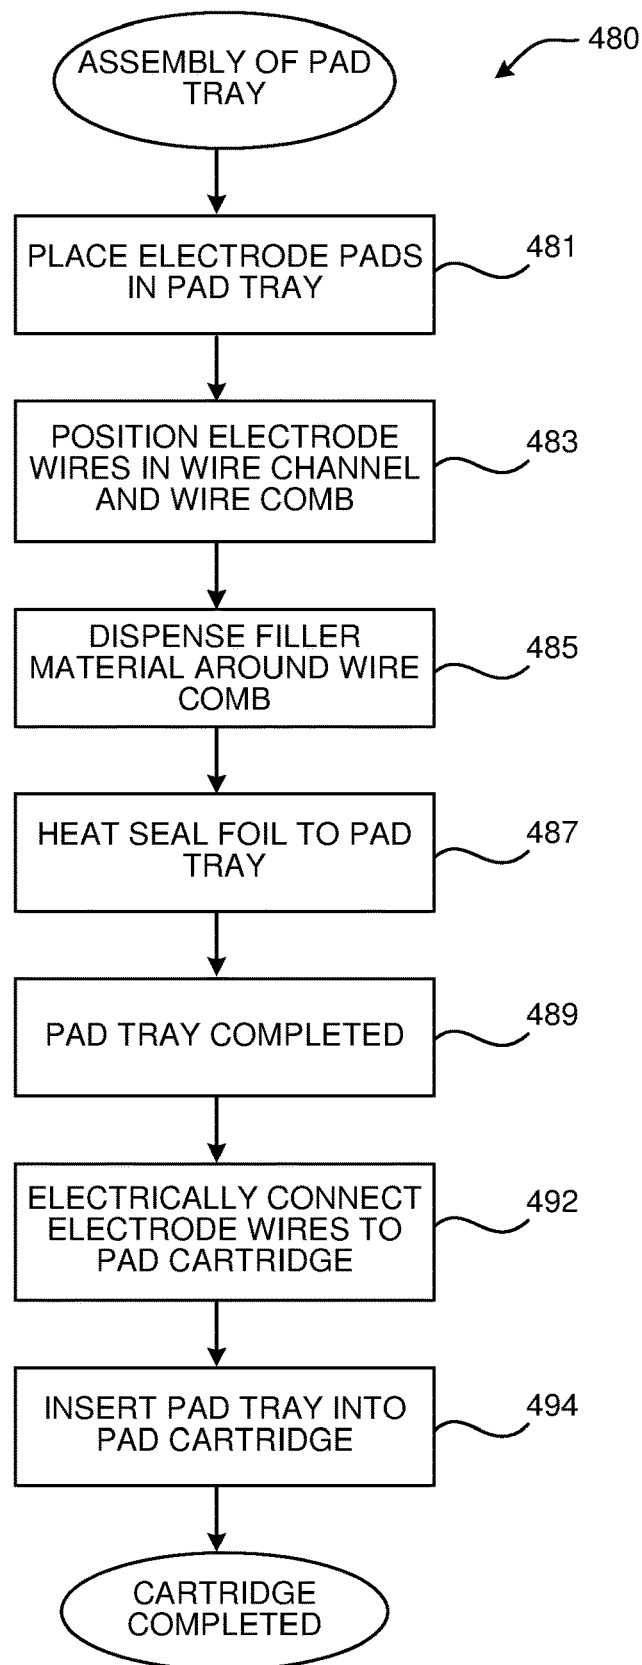 ASSEMBLY OF PAD
TRAY
480
PLACE ELECTRODE PADS
IN PAD TRAY
481
POSITION ELECTRODE
WIRES IN WIRE CHANNEL
AND WIRE COMB
483
DISPENSE FILLER
MATERIAL AROUND WIRE
COMB
485
HEAT SEAL FOIL TO PAD
TRAY
487
PAD TRAY COMPLETED
489
ELECTRICALLY CONNECT
ELECTRODE WIRES TO
PAD CARTRIDGE
492
INSERT PAD TRAY INTO
PAD CARTRIDGE
494
CARTRIDGE
COMPLETED